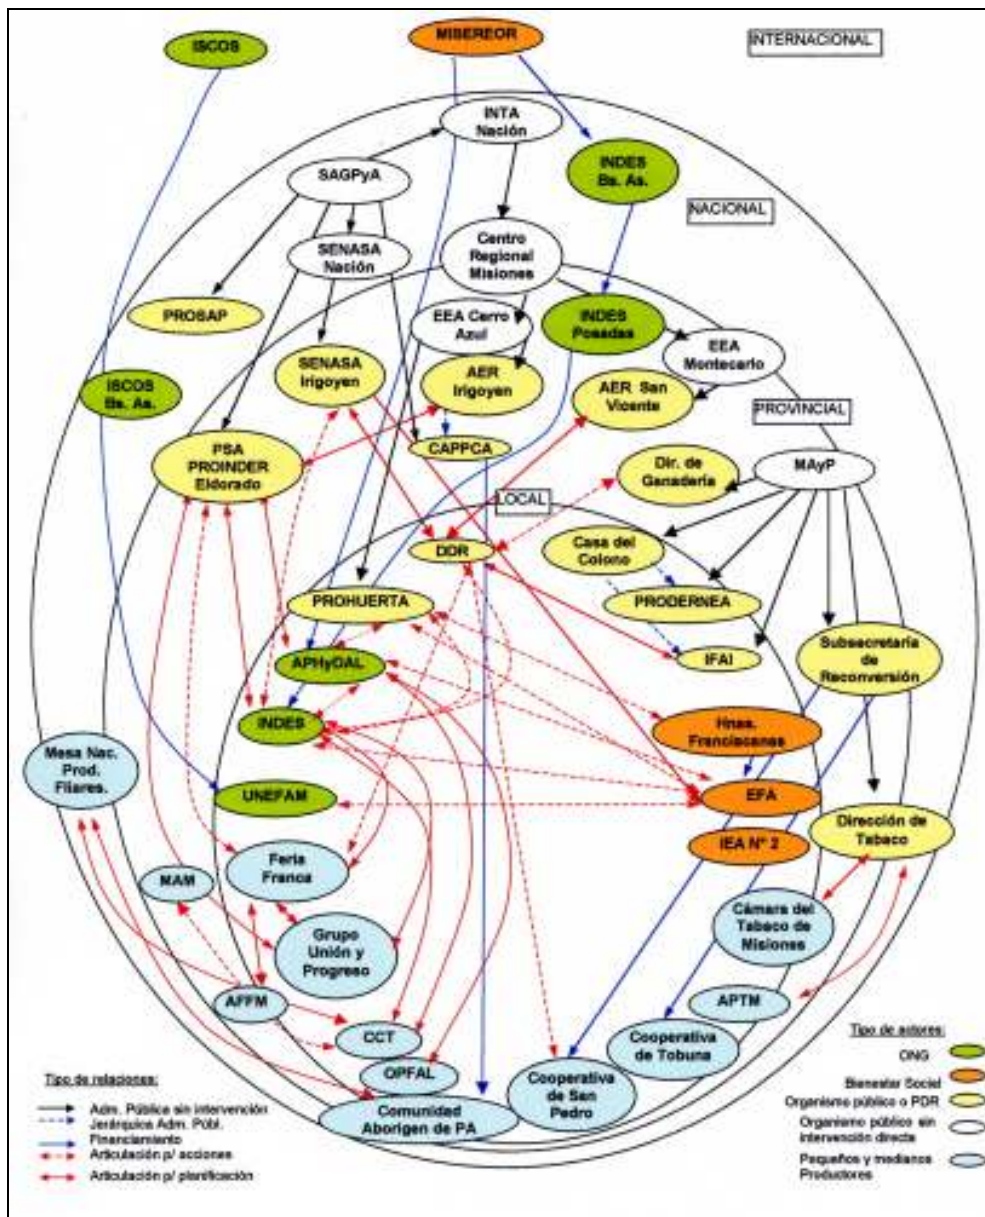 ISCOS
MISEREOR
INTERNACIONAL
INTA
Nación
INDES
Bs. As.
SAGPyA
NACIONAL
SENASA
Nación
Centro
Regional
Misiones
PROSAP
EEA Cerro
Azul
INDES
Posadas
EEA
Montecarlo
SENASA
Irigoyen
AER
Irigoyen
AER San
Vicente
ISCOS
Bs. As.
PROVINCIAL
PSA
PROINDER
Eldorado
CAPPCA
Dir. de
Ganadería
MAyP
LOCAL
DDR
Casa del
Colono
PROHUERTA
PRODERNEA
APHyDAL
IFAI
Subsecretaría
de
Reconversión
INDES
Hnas.
Franciscanas
Mesa Nac.
Prod.
Fliares.
UNEFAM
EFA
IEA Nº 2
Dirección de
Tabaco
Feria
Franca
MAM
Cámara del
Tabaco de
Misiones
Grupo
Unión y
Progreso
AFFM
APTM
CCT
Cooperativa
de Tobuna
OPFAL
Cooperativa
de San
Pedro
Comunidad
Aborigen de PA
Tipo de relaciones:
Adm. Pública sin intervención
Jerárquica Adm. Públ.
Financiamiento
Articulación p/ acciones
Articulación p/ planificación
Tipo de actores:
ONG
Bienestar Social
Organismo público o PDR
Organismo público sin
intervención directa
Pequeños y medianos
Productores